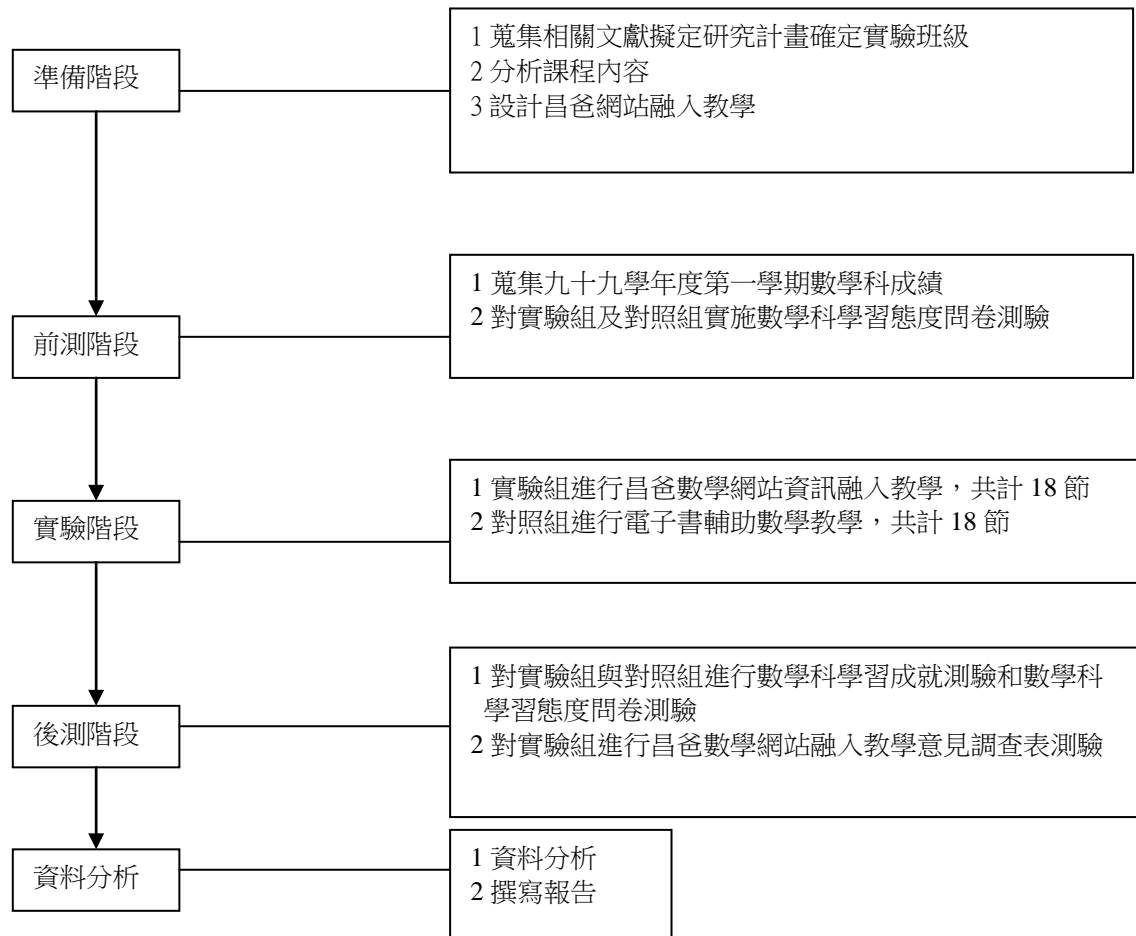 準備階段
1 蒐集相關文獻擬定研究計畫確定實驗班級
2 分析課程內容
3 設計昌爸網站融入教學
前測階段
1 蒐集九十九學年度第一學期數學科成績
2 對實驗組及對照組實施數學科學習態度問卷測驗
實驗階段
1 實驗組進行昌爸數學網站資訊融入教學，共計 18 節
2 對照組進行電子書輔助數學教學，共計 18 節
後測階段
1 對實驗組與對照組進行數學科學習成就測驗和數學科
學習態度問卷測驗
2 對實驗組進行昌爸數學網站融入教學意見調查表測驗
資料分析
1 資料分析
2 撰寫報告